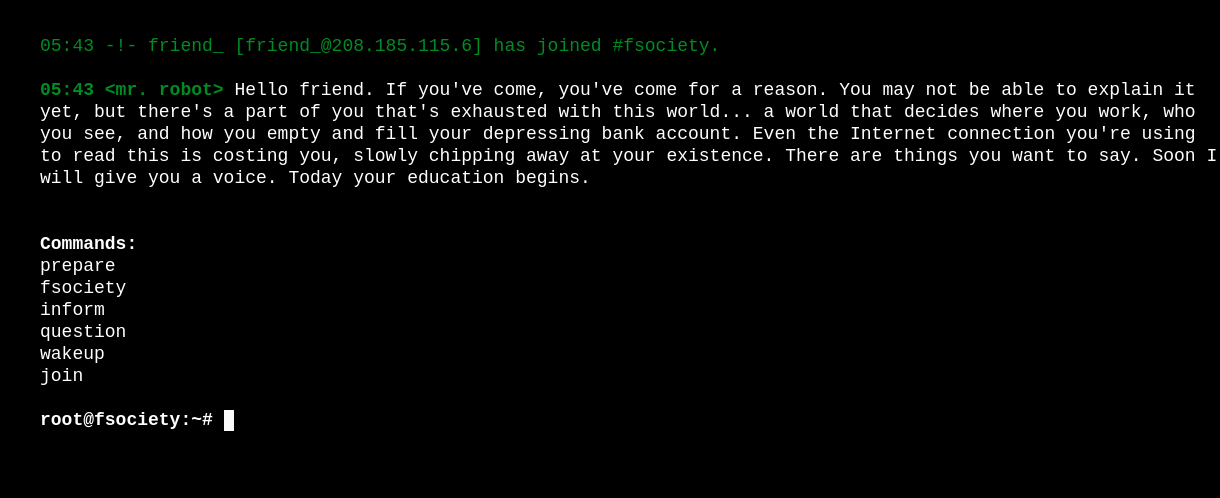 05:43 -!- friend_ [friend_@208.185.115.6] has joined #fsociety.
05:43 <mr. robot> Hello friend. If you've come, you've come for a reason. You may not be able to explain it
yet, but there's a part of you that's exhausted with this world... a world that decides where you work, who
you see, and how you empty and fill your depressing bank account. Even the Internet connection you're using
to read this is costing you, slowly chipping away at your existence. There are things you want to say. Soon I
will give you a voice. Today your education begins.
Commands:
prepare
fsociety
inform
question
wakeup
join
root@fsociety:~#